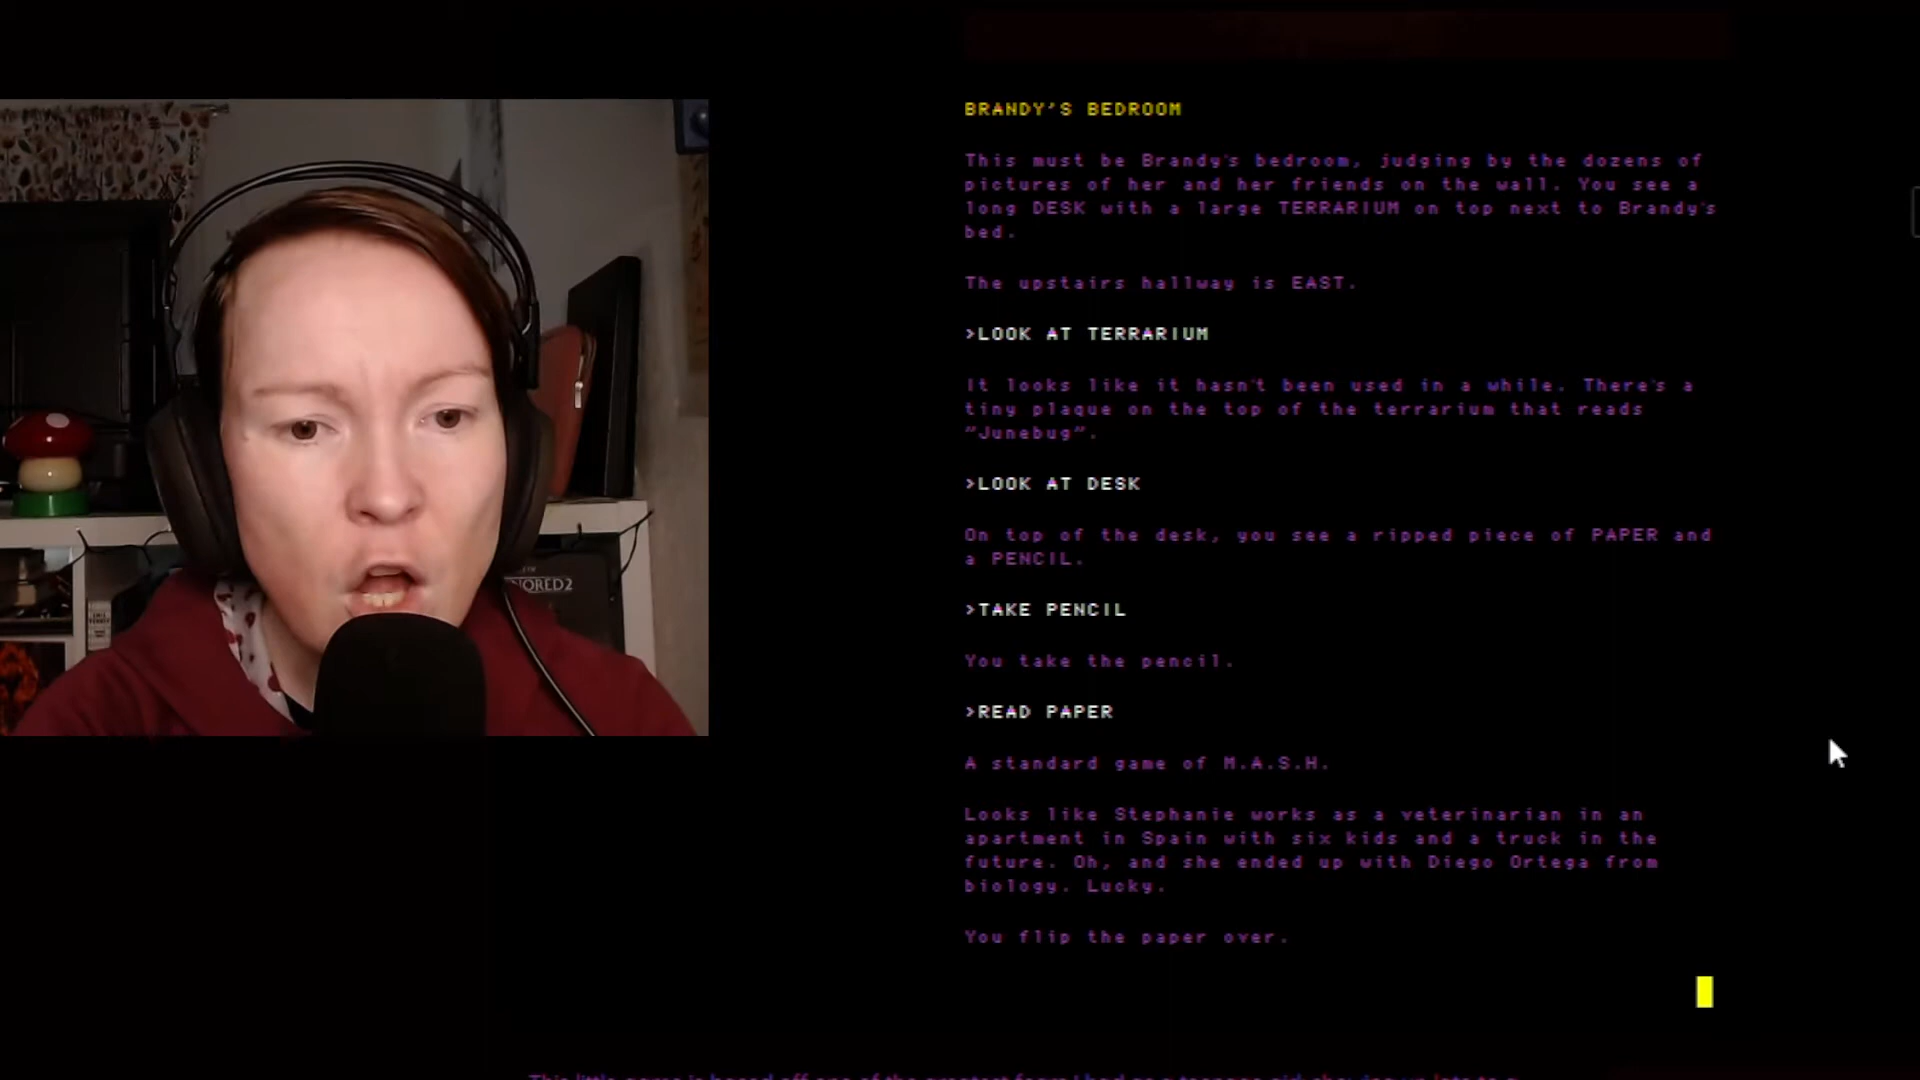 BRANDY'S BEDROOM
This must be Brandy's bedroom, judging by the dozens of
pictures of her and her friends on the wall. You see a
long DESK with a large TERRARIUM on top next to Brandy's
bed.
The upstairs hallway is EAST.
>LOOK AT TERRARIUM
It looks like it hasn't been used in a while. There's a
tiny plaque on the top of the terrarium that reads
"Junebug".
>LOOK AT DESK
On top of the desk, you see a ripped piece of PAPER and
a PENCIL.
>TAKE PENCIL
You take the pencil.
>READ PAPER
A standard game of M.A.S.H.
Looks like Stephanie works as a veterinarian in an
apartment in Spain with six kids and a truck in the
future. Oh, and she ended up with Diego Ortega from
biology. Lucky.
You flip the paper over.
NORED2